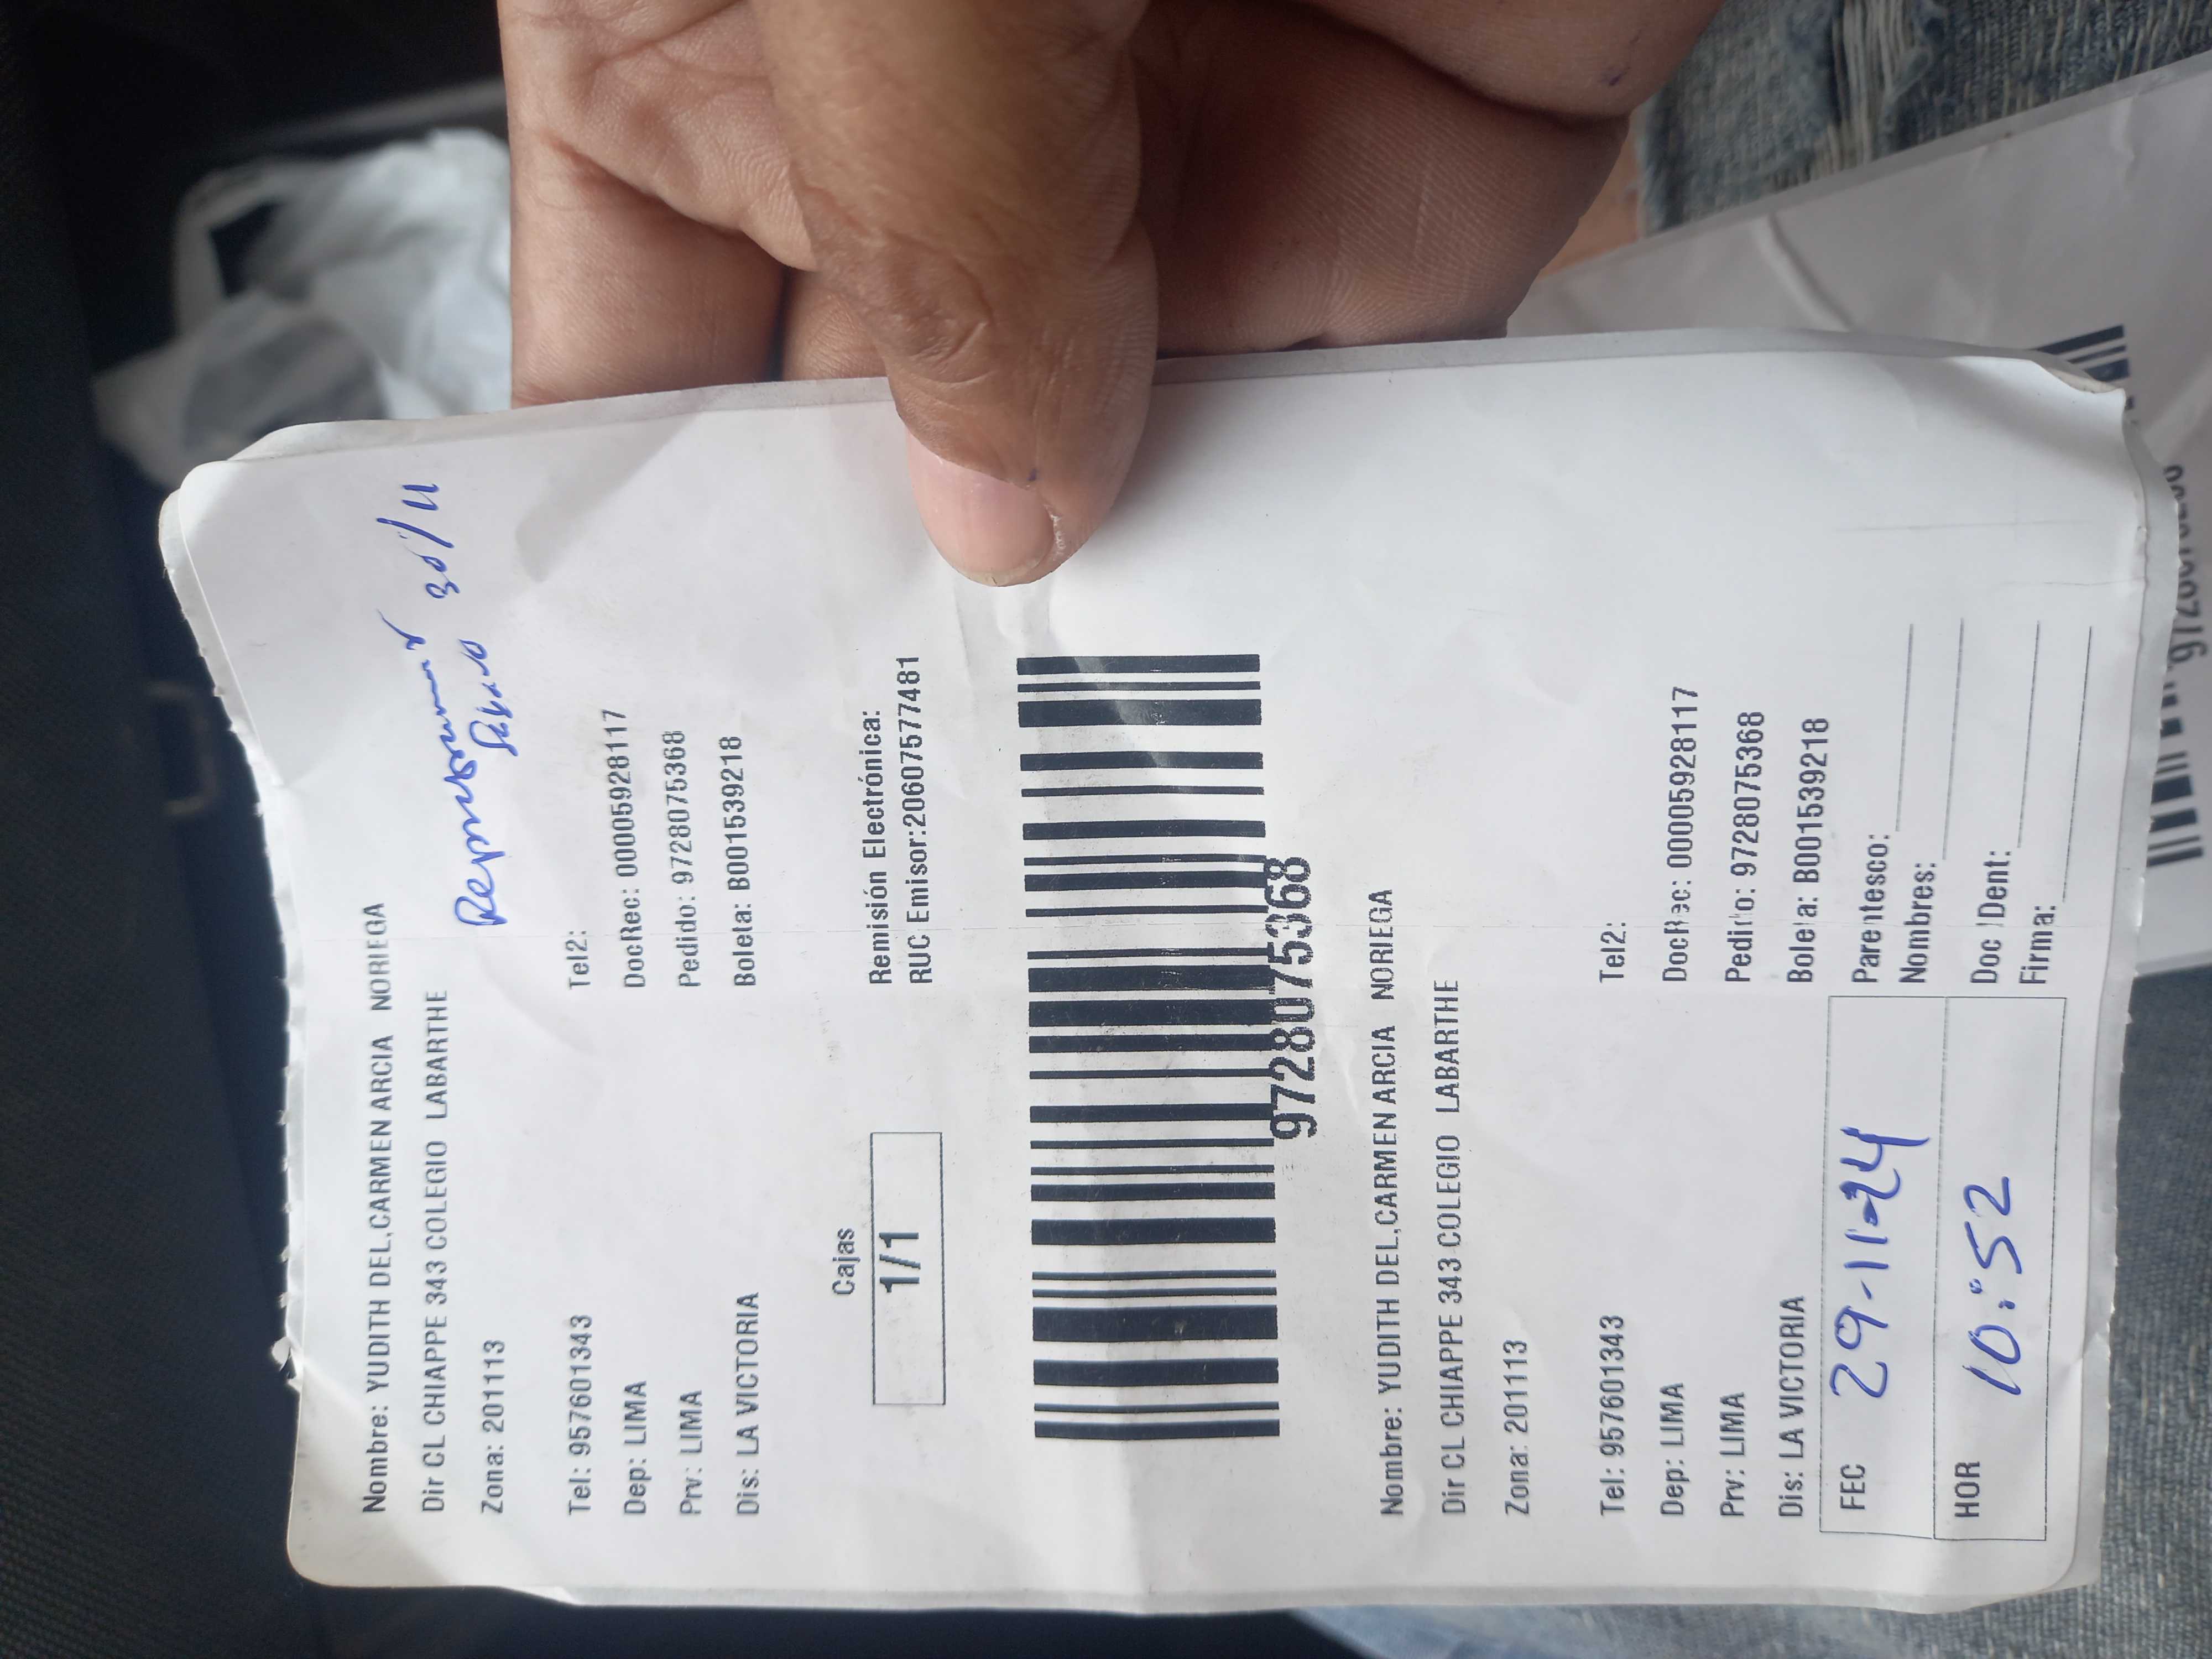 Nombre: YUDITH DEL,CARMEN ARCIA NORIEGA
Dir CL CHIAPPE 343 COLEGIO LABARTHE
Zona: 201113
30/11
Tel: 957601343 Tel2:
Dep: LIMA DocRec: 00005928117
Prv: LIMA Pedido: 9728075368
Dis: LA VICTORIA Boleta: B001539218
Cajas
1/1
Remisión Electrónica:
RUC Emisor:20607577481
9728075368
Nombre: YUDITH DEL,CARMEN ARCIA NORIEGA
Dir CL CHIAPPE 343 COLEGIO LABARTHE
Zona: 201113
Tel: 957601343 Tel2:
Dep: LIMA DocRec: 00005928117
Prv: LIMA Pedido: 9728075368
Dis: LA VICTORIA Boleta: B001539218
FEC 29-11-24 Parentesco:
Nombres:
HOR 10:52 Doc IDent:
Firma: